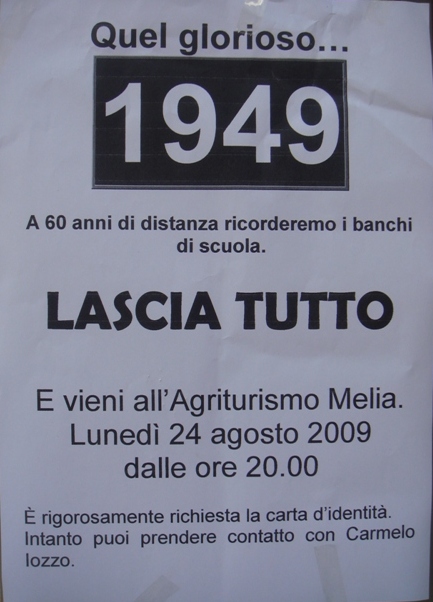 Quel glorioso...
1949
A 60 anni di distanza ricorderemo i banchi
di scuola.
LASCIA TUTTO
E vieni all'Agriturismo Melia.
Lunedì 24 agosto 2009
dalle ore 20.00
È rigorosamente richiesta la carta d'identità.
Intanto puoi prendere contatto con Carmelo
Iozzo.